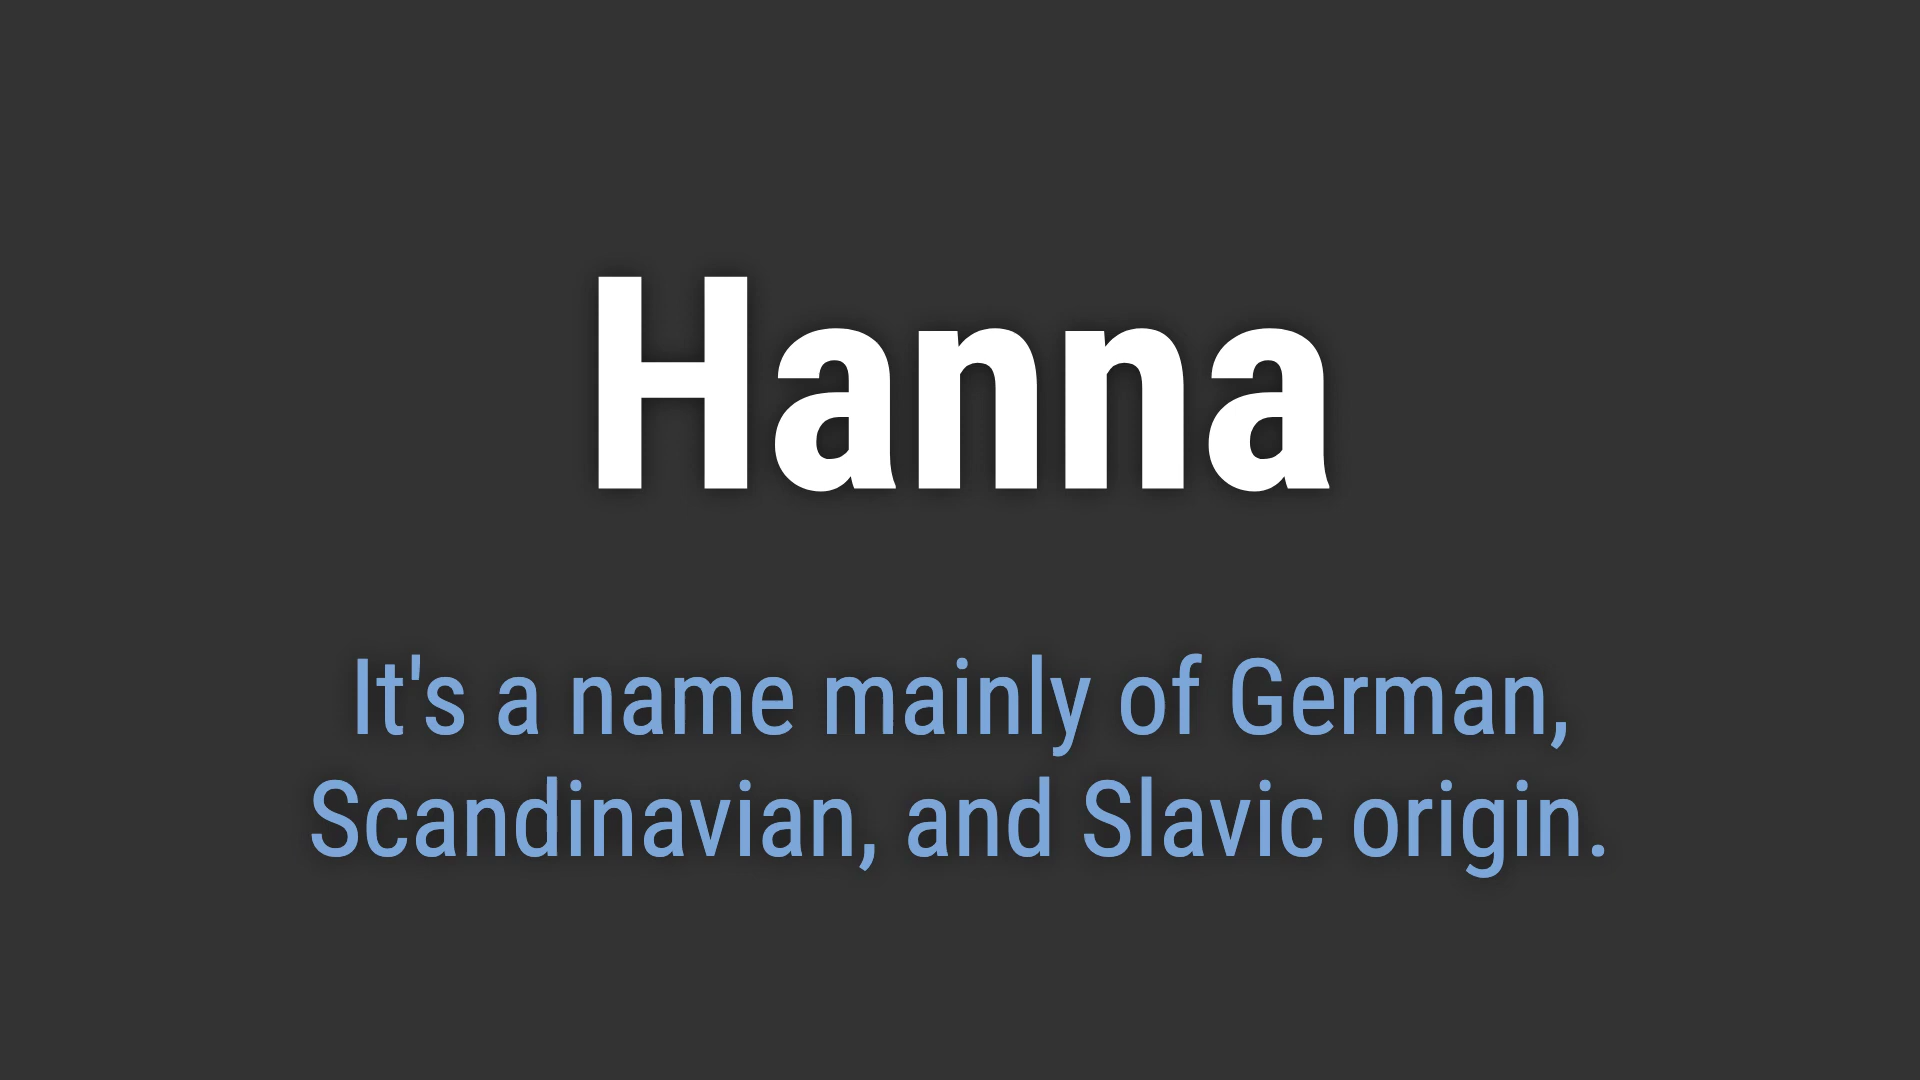 Hanna
It's a name mainly of German,
Scandinavian, and Slavic origin.